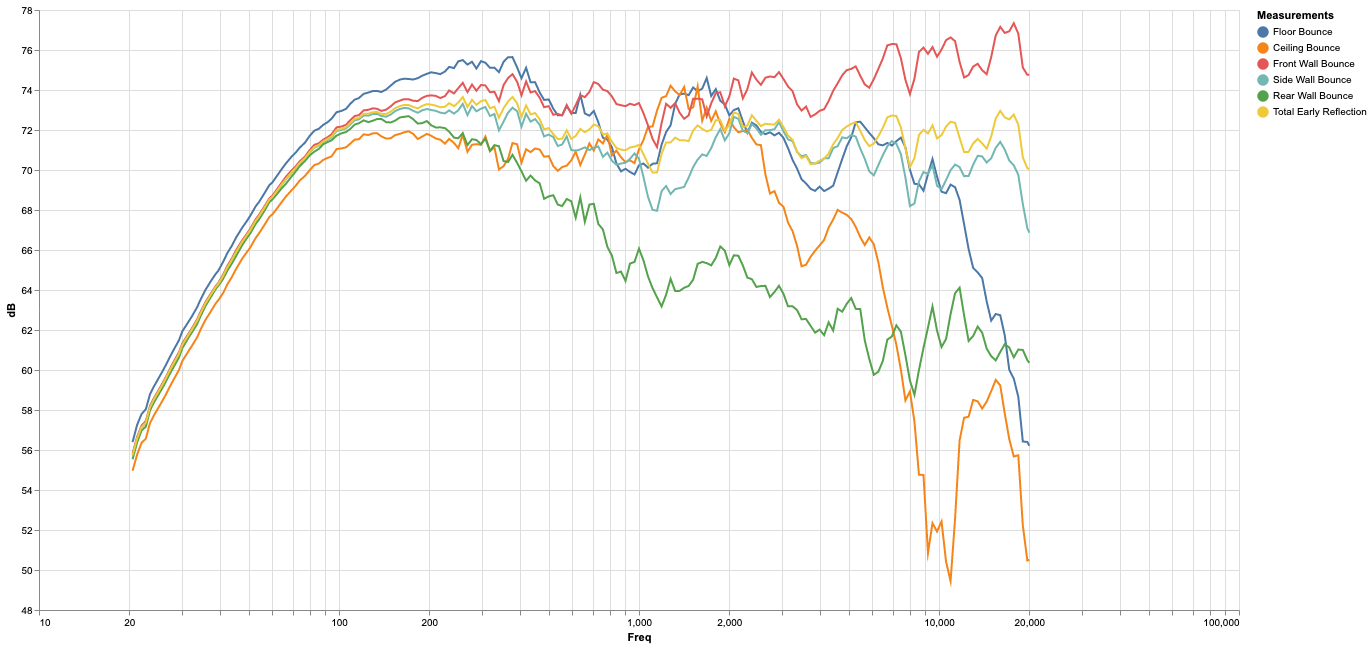 Measurements
Floor Bounce
Ceiling Bounce
Front Wall Bounce
Side Wall Bounce
Rear Wall Bounce
Total Early Reflection
78
76
74
72
70
68
66
64
62
60
58
56
54
52
50
48
dB
10 20 100 200 1,000 2,000 10,000 20,000 100,000
Freq